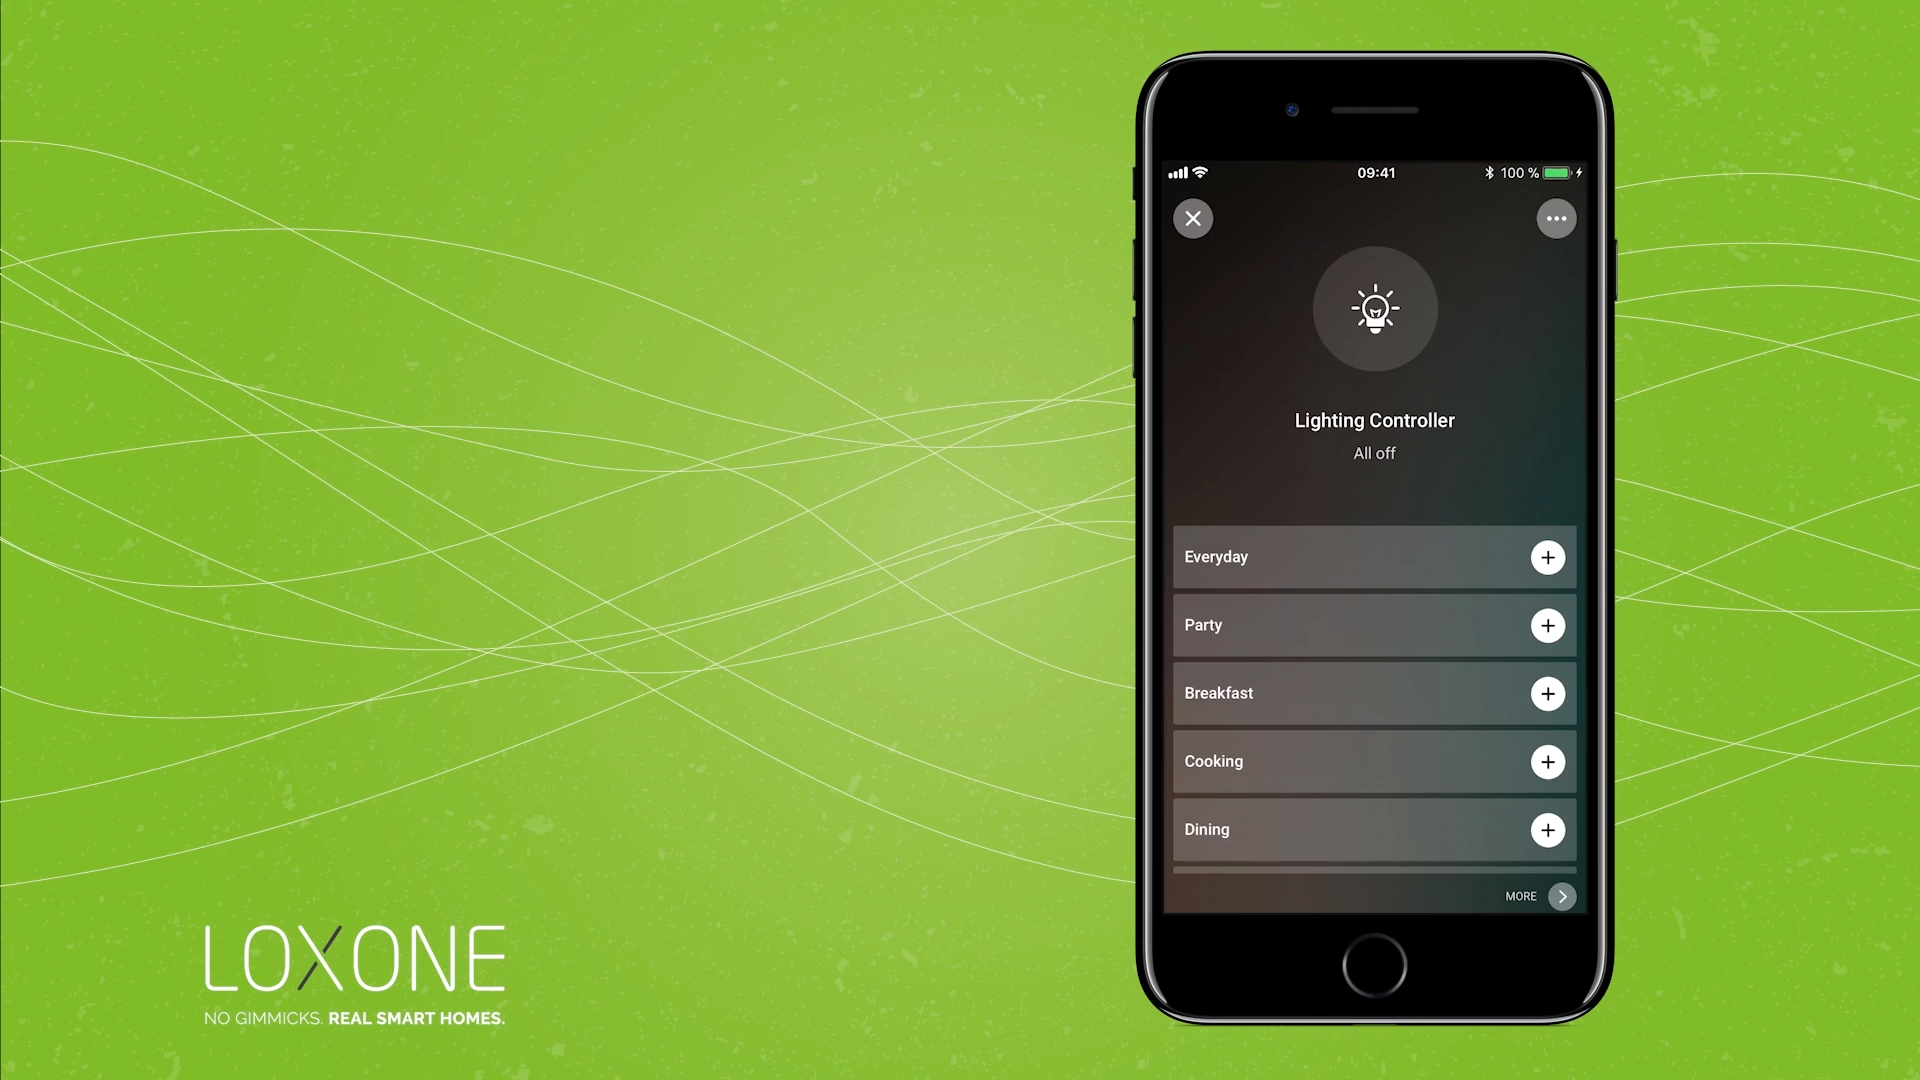 09:41
100 %
Lighting Controller
All off
Everyday
Party
Breakfast
Cooking
Dining
MORE
LOXONE
NO GIMMICKS. REAL SMART HOMES.